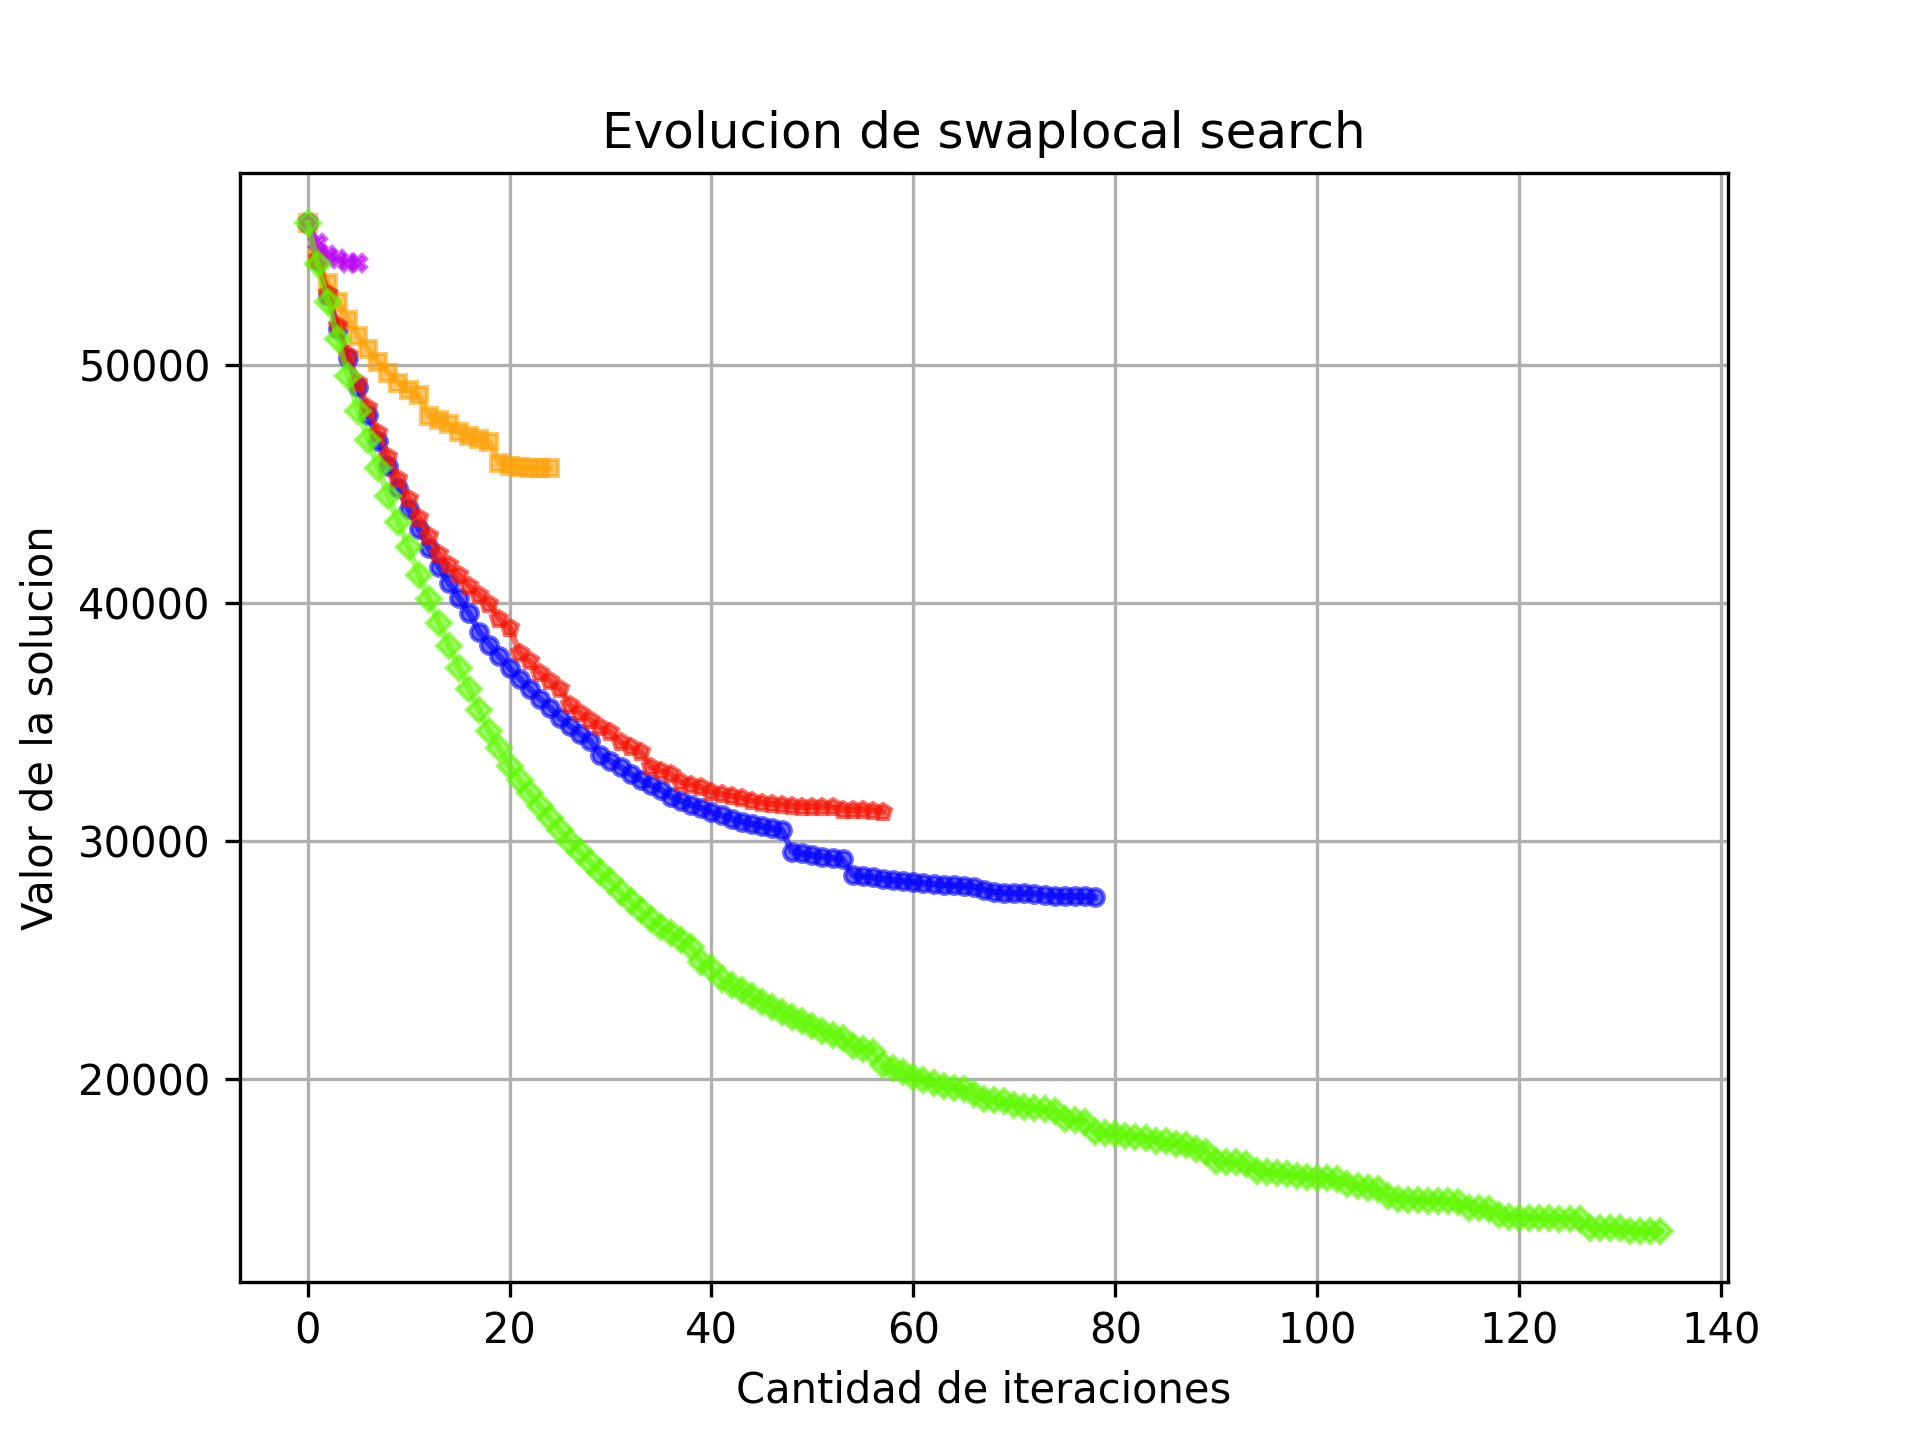 Evolucion de swaplocal search
Valor de la solucion
50000
40000
30000
20000
0 20 40 60 80 100 120 140
Cantidad de iteraciones